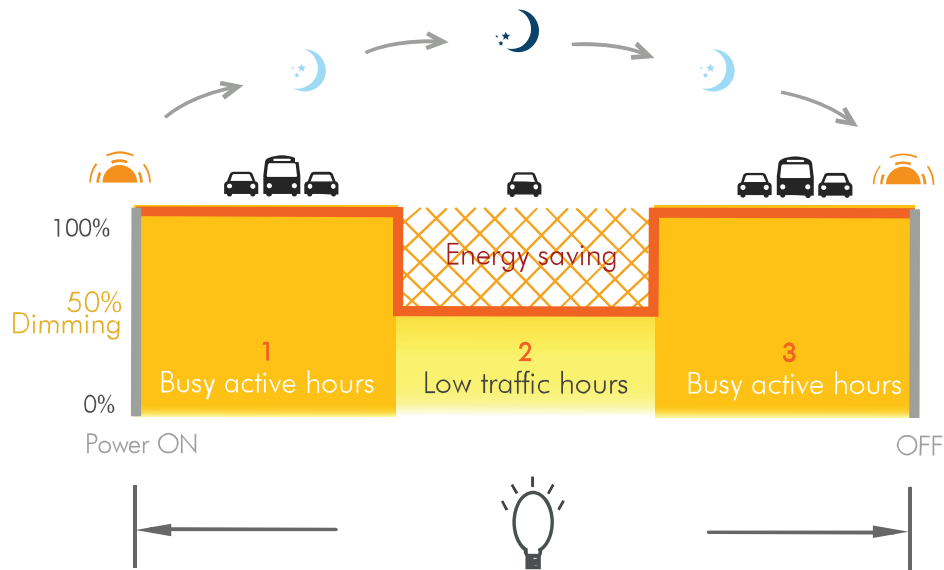 100%
Energy saving
50%
Dimming
1
2
3
Busy active hours
Low traffic hours
Busy active hours
0%
Power ON
OFF